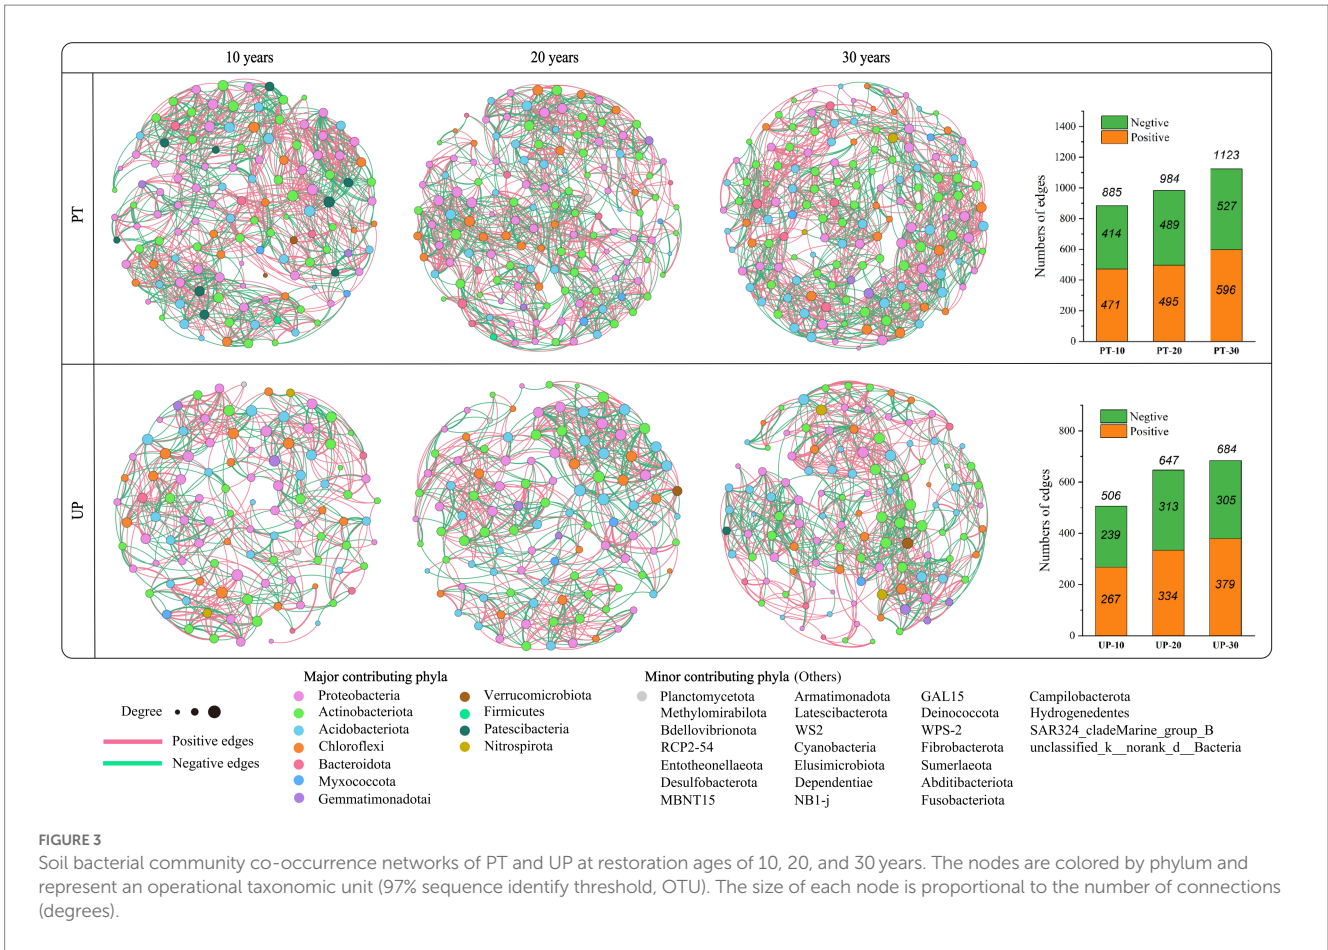 10 years
20 years
30 years
PT
Numbers of edges
1400
1200
1000
800
600
400
200
0
Negtive
Positive
885
984
1123
414
489
527
471
495
596
PT-10
PT-20
PT-30
UP
Numbers of edges
800
600
400
200
0
Negtive
Positive
506
647
684
239
313
305
267
334
379
UP-10
UP-20
UP-30
Degree
Positive edges
Negative edges
Major contributing phyla
Proteobacteria
Actinobacteriota
Acidobacteriota
Chloroflexi
Bacteroidota
Myxococcota
Gemmatimonadotai
Verrucomicrobiota
Firmicutes
Patescibacteria
Nitrospirota
Minor contributing phyla (Others)
Planctomycetota
Methylomirabilota
Bdellovibrionota
RCP2-54
Entotheonellaeota
Desulfobacterota
MBNT15
Armatimonadota
Latescibacterota
WS2
Cyanobacteria
Elusimicrobiota
Dependentiae
NB1-j
GAL15
Deinococcota
WPS-2
Fibrobacterota
Sumerlaeota
Abditibacteriota
Fusobacteriota
Campilobacterota
Hydrogenedentes
SAR324_cladeMarine_group_B
unclassified_k__norank_d__Bacteria
FIGURE 3
Soil bacterial community co-occurrence networks of PT and UP at restoration ages of 10, 20, and 30 years. The nodes are colored by phylum and
represent an operational taxonomic unit (97% sequence identify threshold, OTU). The size of each node is proportional to the number of connections
(degrees).